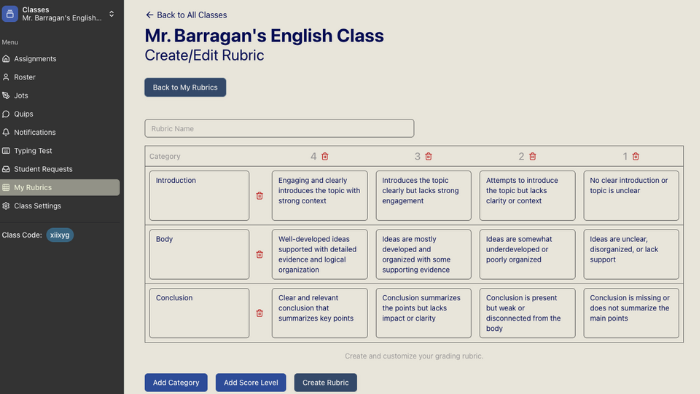 Classes
Mr. Barragan's English...
Menu
Assignments
Roster
Jots
Quips
Notifications
Typing Test
Student Requests
My Rubrics
Class Settings
Class Code: xiixyg
← Back to All Classes
Mr. Barragan's English Class
Create/Edit Rubric
Back to My Rubrics
Rubric Name
Category 4 3 2 1
Introduction
Engaging and clearly
introduces the topic with
strong context
Introduces the topic
clearly but lacks strong
engagement
Attempts to introduce
the topic but lacks
clarity or context
No clear introduction or
topic is unclear
Body
Well-developed ideas
supported with detailed
evidence and logical
organization
Ideas are mostly
developed and
organized with some
supporting evidence
Ideas are somewhat
underdeveloped or
poorly organized
Ideas are unclear,
disorganized, or lack
support
Conclusion
Clear and relevant
conclusion that
summarizes key points
Conclusion summarizes
the points but lacks
impact or clarity
Conclusion is present
but weak or
disconnected from the
body
Conclusion is missing or
does not summarize the
main points
Create and customize your grading rubric.
Add Category
Add Score Level
Create Rubric